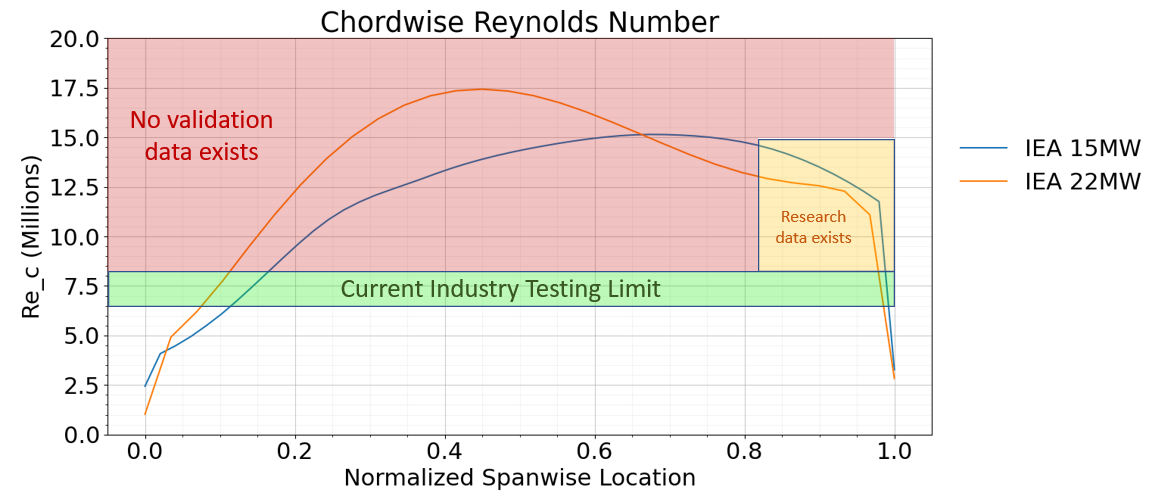 Chordwise Reynolds Number
20.0
17.5
15.0
12.5
10.0
7.5
5.0
2.5
0.0
Re_c (Millions)
No validation
data exists
Research
data exists
Current Industry Testing Limit
IEA 15MW
IEA 22MW
0.0 0.2 0.4 0.6 0.8 1.0
Normalized Spanwise Location